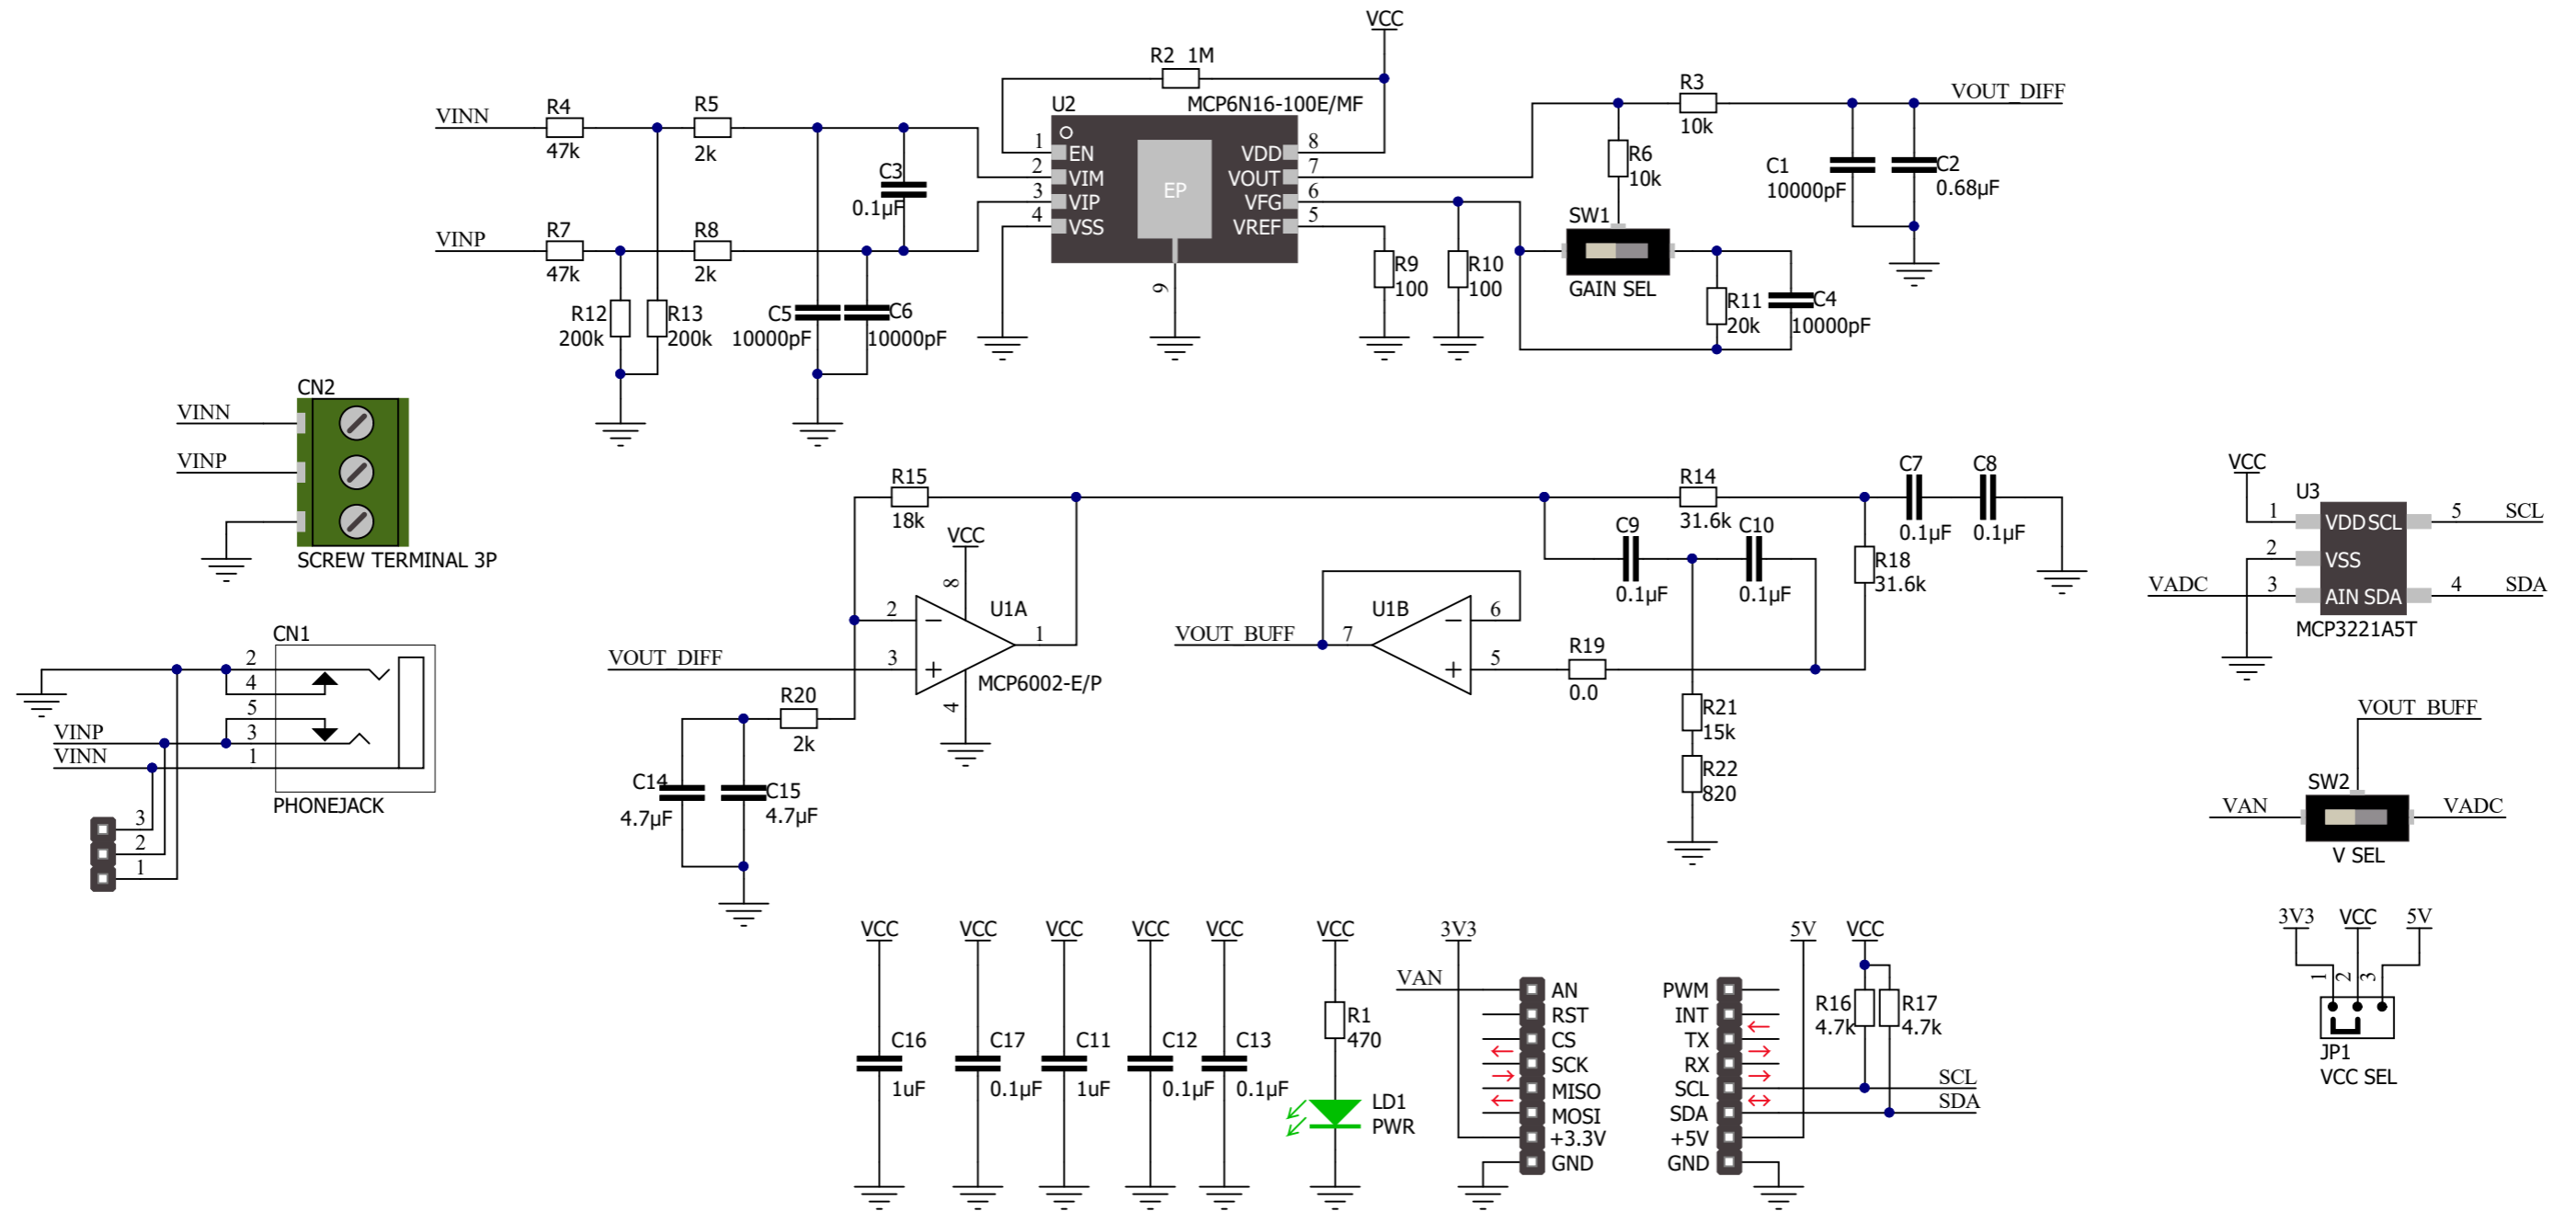 VCC
R2 1M
U2
MCP6N16-100E/MF
1
EN
2
VIM
3
VIP
4
VSS
EP
9
VDD
8
VOUT
7
VFG
6
VREF
5
VINN
R4
47k
R5
2k
C3
0.1µF
VINP
R7
47k
R8
2k
R12
200k
R13
200k
C5
10000pF
C6
10000pF
R3
10k
VOUT_DIFF
R6
10k
C1
10000pF
C2
0.68µF
SW1
GAIN SEL
R9
100
R10
100
R11
20k
C4
10000pF
CN2
VINN
VINP
SCREW TERMINAL 3P
CN1
2
4
5
3
1
VINP
VINN
PHONEJACK
3
2
1
R15
18k
VCC
8
2
U1A
1
VOUT_DIFF
3
MCP6002-E/P
4
R20
2k
C14
4.7µF
C15
4.7µF
R14
31.6k
C7
0.1µF
C8
0.1µF
C9
0.1µF
C10
0.1µF
R18
31.6k
U1B
6
VOUT_BUFF
7
5
R19
0.0
R21
15k
R22
820
VCC
U3
1
VDD
SCL
5
SCL
2
VSS
VADC
3
AIN
SDA
4
SDA
MCP3221A5T
VOUT_BUFF
SW2
VAN
VADC
V SEL
3V3
VCC
5V
1
2
3
JP1
VCC SEL
VCC
C16
1uF
VCC
C17
0.1µF
VCC
C11
1uF
VCC
C12
0.1µF
VCC
C13
0.1µF
VCC
R1
470
LD1
PWR
3V3
VAN
AN
RST
CS
SCK
MISO
MOSI
+3.3V
GND
5V
VCC
PWM
INT
TX
RX
SCL
SDA
+5V
GND
R16
4.7k
R17
4.7k
SCL
SDA